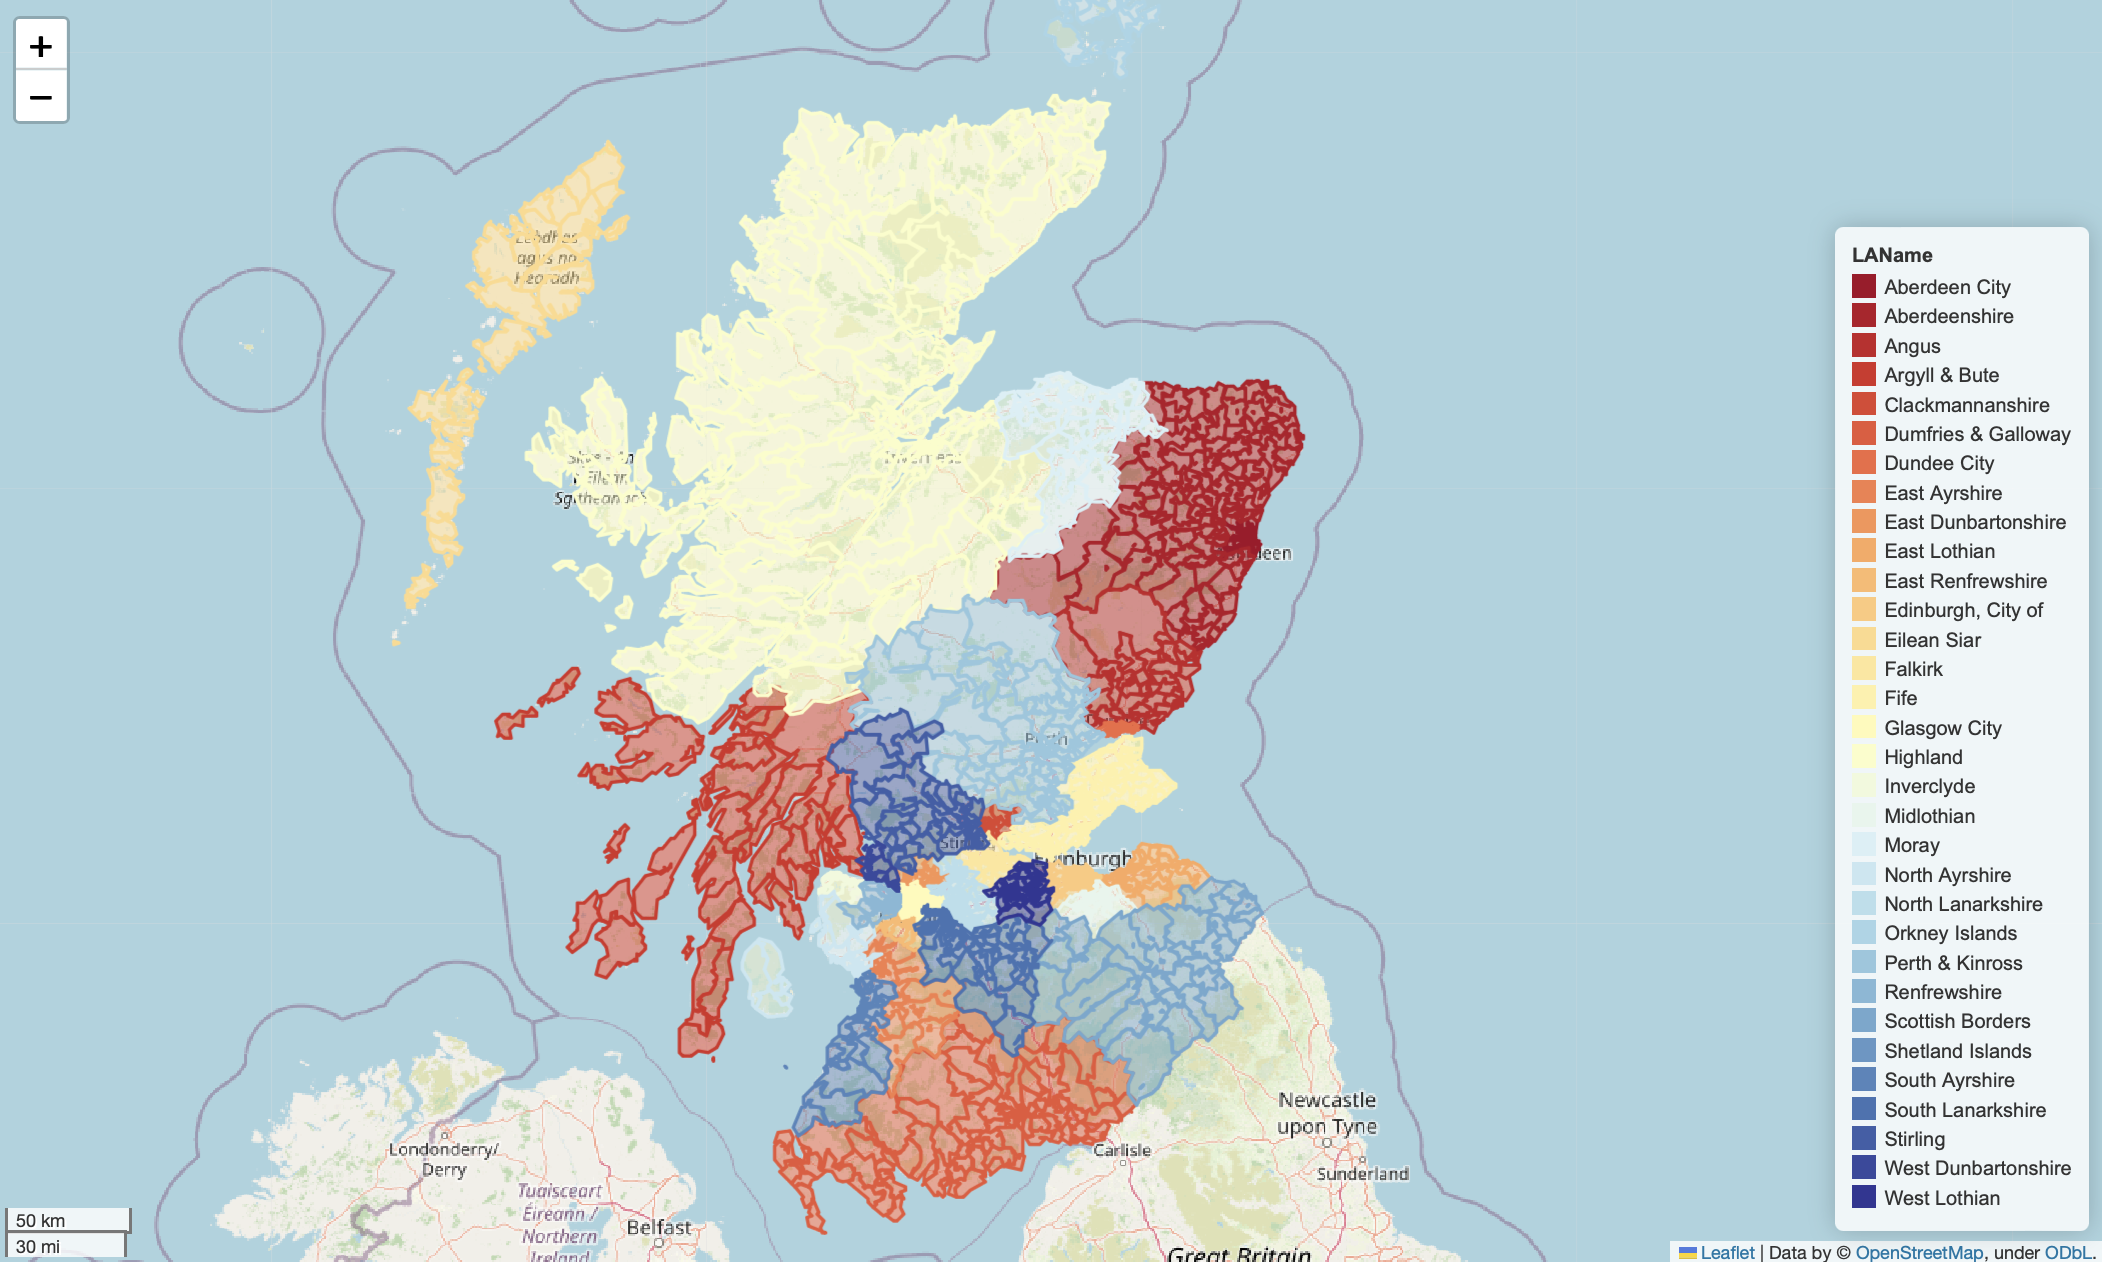 +
−
Leòdhas
agus na
Hearadh
Inverness
Aberdeen
Perth
Edinburgh
Londonderry/
Derry
Tuaisceart
Éireann /
Northern
Ireland
Belfast
Carlisle
Newcastle
upon Tyne
Sunderland
Great Britain
LAName
Aberdeen City
Aberdeenshire
Angus
Argyll & Bute
Clackmannanshire
Dumfries & Galloway
Dundee City
East Ayrshire
East Dunbartonshire
East Lothian
East Renfrewshire
Edinburgh, City of
Eilean Siar
Falkirk
Fife
Glasgow City
Highland
Inverclyde
Midlothian
Moray
North Ayrshire
North Lanarkshire
Orkney Islands
Perth & Kinross
Renfrewshire
Scottish Borders
Shetland Islands
South Ayrshire
South Lanarkshire
Stirling
West Dunbartonshire
West Lothian
50 km
30 mi
Leaflet | Data by © OpenStreetMap, under ODbL.